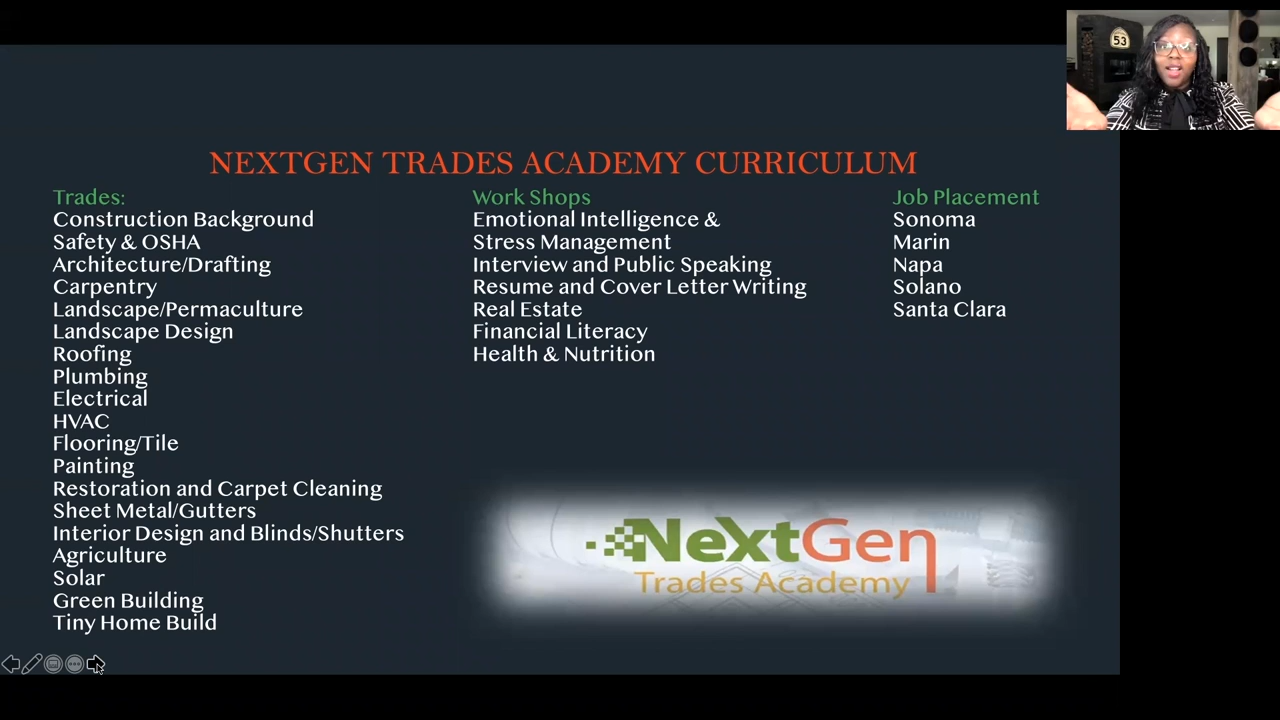 53
NEXTGEN TRADES ACADEMY CURRICULUM
Trades:
Construction Background
Safety & OSHA
Architecture/Drafting
Carpentry
Landscape/Permaculture
Landscape Design
Roofing
Plumbing
Electrical
HVAC
Flooring/Tile
Painting
Restoration and Carpet Cleaning
Sheet Metal/Gutters
Interior Design and Blinds/Shutters
Agriculture
Solar
Green Building
Tiny Home Build
Work Shops
Emotional Intelligence &
Stress Management
Interview and Public Speaking
Resume and Cover Letter Writing
Real Estate
Financial Literacy
Health & Nutrition
Job Placement
Sonoma
Marin
Napa
Solano
Santa Clara
NeXtGen
Trades Academy